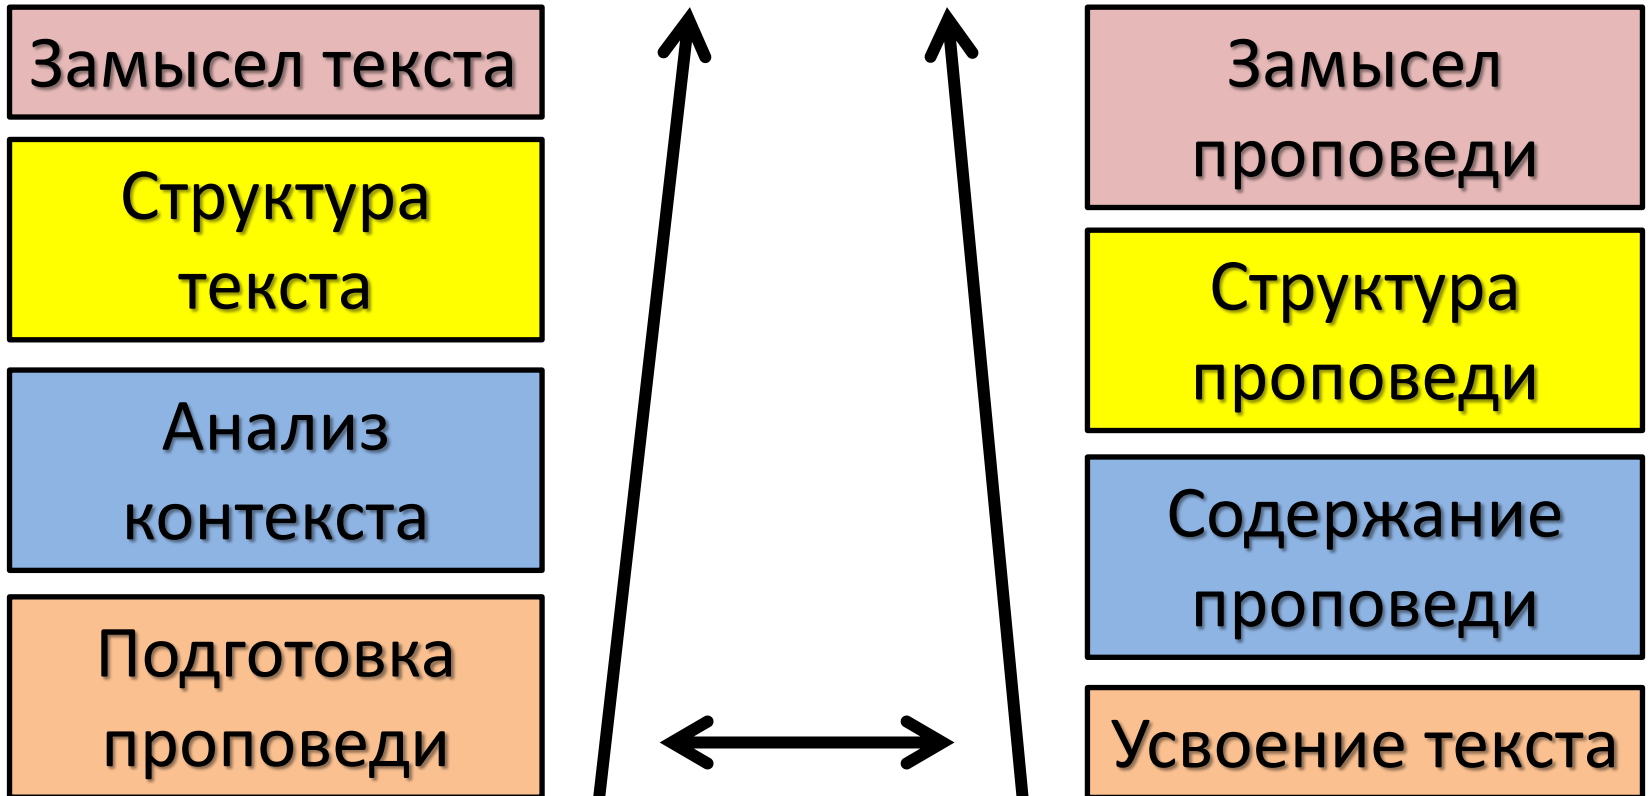 Замысел текста
Структура
текста
Анализ
контекста
Подготовка
проповеди
Замысел
проповеди
Структура
проповеди
Содержание
проповеди
Усвоение текста